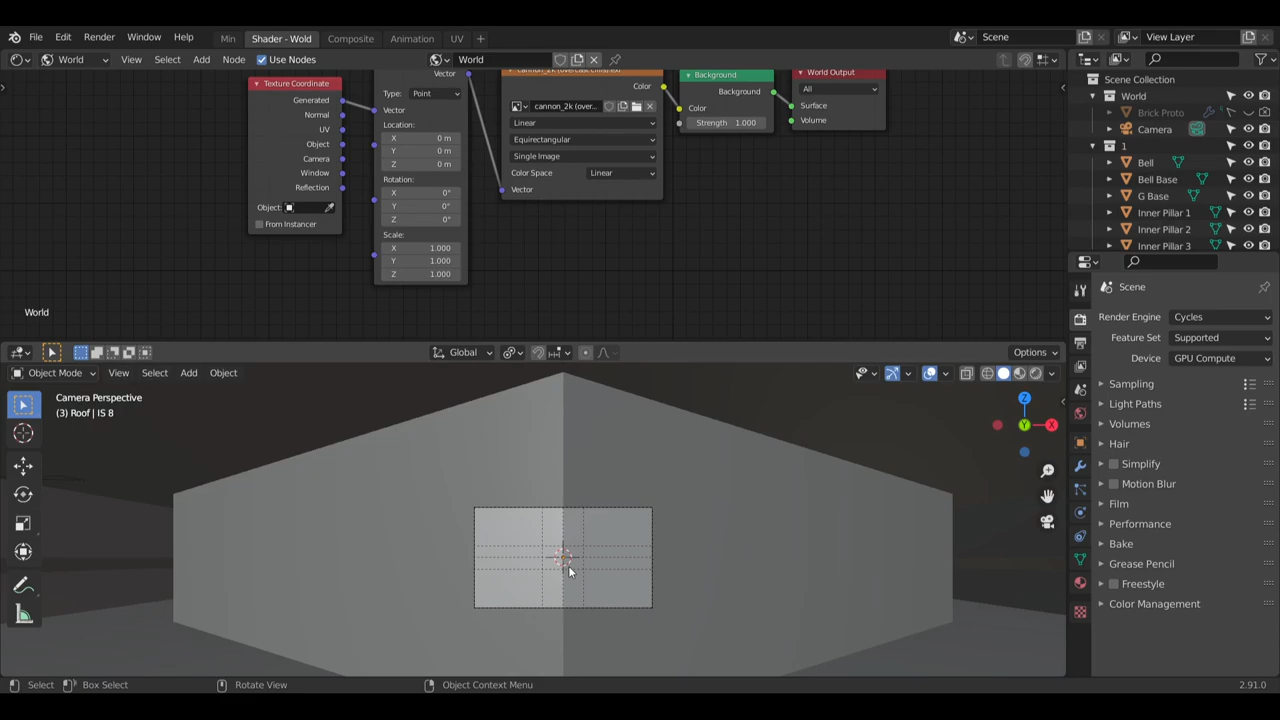 File Edit Render Window Help Min Shader - Wold Composite Animation UV Scene View Layer
World View Select Add Node Use Nodes World
Texture Coordinate
Generated
Normal
UV
Object
Camera
Window
Reflection
Object:
From Instancer
Vector
Type: Point
Vector
Location:
X 0 m
Y 0 m
Z 0 m
Rotation:
X 0°
Y 0°
Z 0°
Scale:
X 1.000
Y 1.000
Z 1.000
Color
cannon_2k (over...
Linear
Equirectangular
Single Image
Color Space Linear
Vector
Background
Background
Color
Strength 1.000
World Output
All
Surface
Volume
World
Scene Collection
World
Brick Proto
Camera
1
Bell
Bell Base
G Base
Inner Pillar 1
Inner Pillar 2
Inner Pillar 3
Scene
Render Engine Cycles
Feature Set Supported
Device GPU Compute
Sampling
Light Paths
Volumes
Hair
Simplify
Motion Blur
Film
Performance
Bake
Grease Pencil
Freestyle
Color Management
Global Options
Object Mode View Select Add Object
Camera Perspective
(3) Roof | IS 8
Z
Y
X
Select Box Select Rotate View Object Context Menu 2.91.0